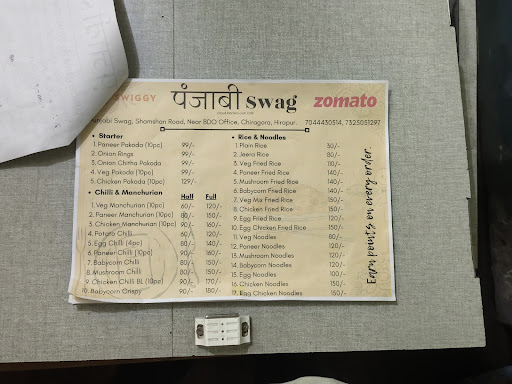 SWIGGY
पंजाबी swag
zomato
Punjabi Swag, Shamshan Road, Near BDO Office, Chiragora, Hirapur. 7044430514, 7325051297
• Starter
1. Paneer Pakoda (10pc) 99/-
2. Onion Rings 99/-
3. Onion Chitha Pakoda 99/-
4. Veg Pakoda (10pc) 99/-
5. Chicken Pakoda (10pc) 129/-
• Chilli & Manchurian Half Full
1. Veg Manchurian (10pc) 60/- 120/-
2. Paneer Manchurian (10pc) 80/- 150/-
3. Chicken Manchurian (10pc) 90/- 160/-
4. Potato Chilli 60/- 120/-
5. Egg Chilli (4pc) 80/- 140/-
6. Paneer Chilli (10pc) 90/- 160/-
7. Babycorn Chilli 80/- 150/-
8. Mushroom Chilli 80/- 150/-
9. Chicken Chilli BL (10pc) 90/- 170/-
10. Babycorn Crispy 90/- 180/-
• Rice & Noodles
1. Plain Rice 50/-
2. Jeera Rice 80/-
3. Veg Fried Rice 110/-
4. Paneer Fried Rice 140/-
5. Mushroom Fried Rice 140/-
6. Babycorn Fried Rice 140/-
7. Veg Mix Fried Rice 150/-
8. Chicken Fried Rice 150/-
9. Egg Fried Rice 120/-
10. Egg Chicken Fried Rice 150/-
11. Veg Noodles 80/-
12. Paneer Noodles 120/-
13. Mushroom Noodles 120/-
14. Babycorn Noodles 120/-
15. Egg Noodles 100/-
16. Chicken Noodles 120/-
17. Egg Chicken Noodles 150/-
Earn points on every order.